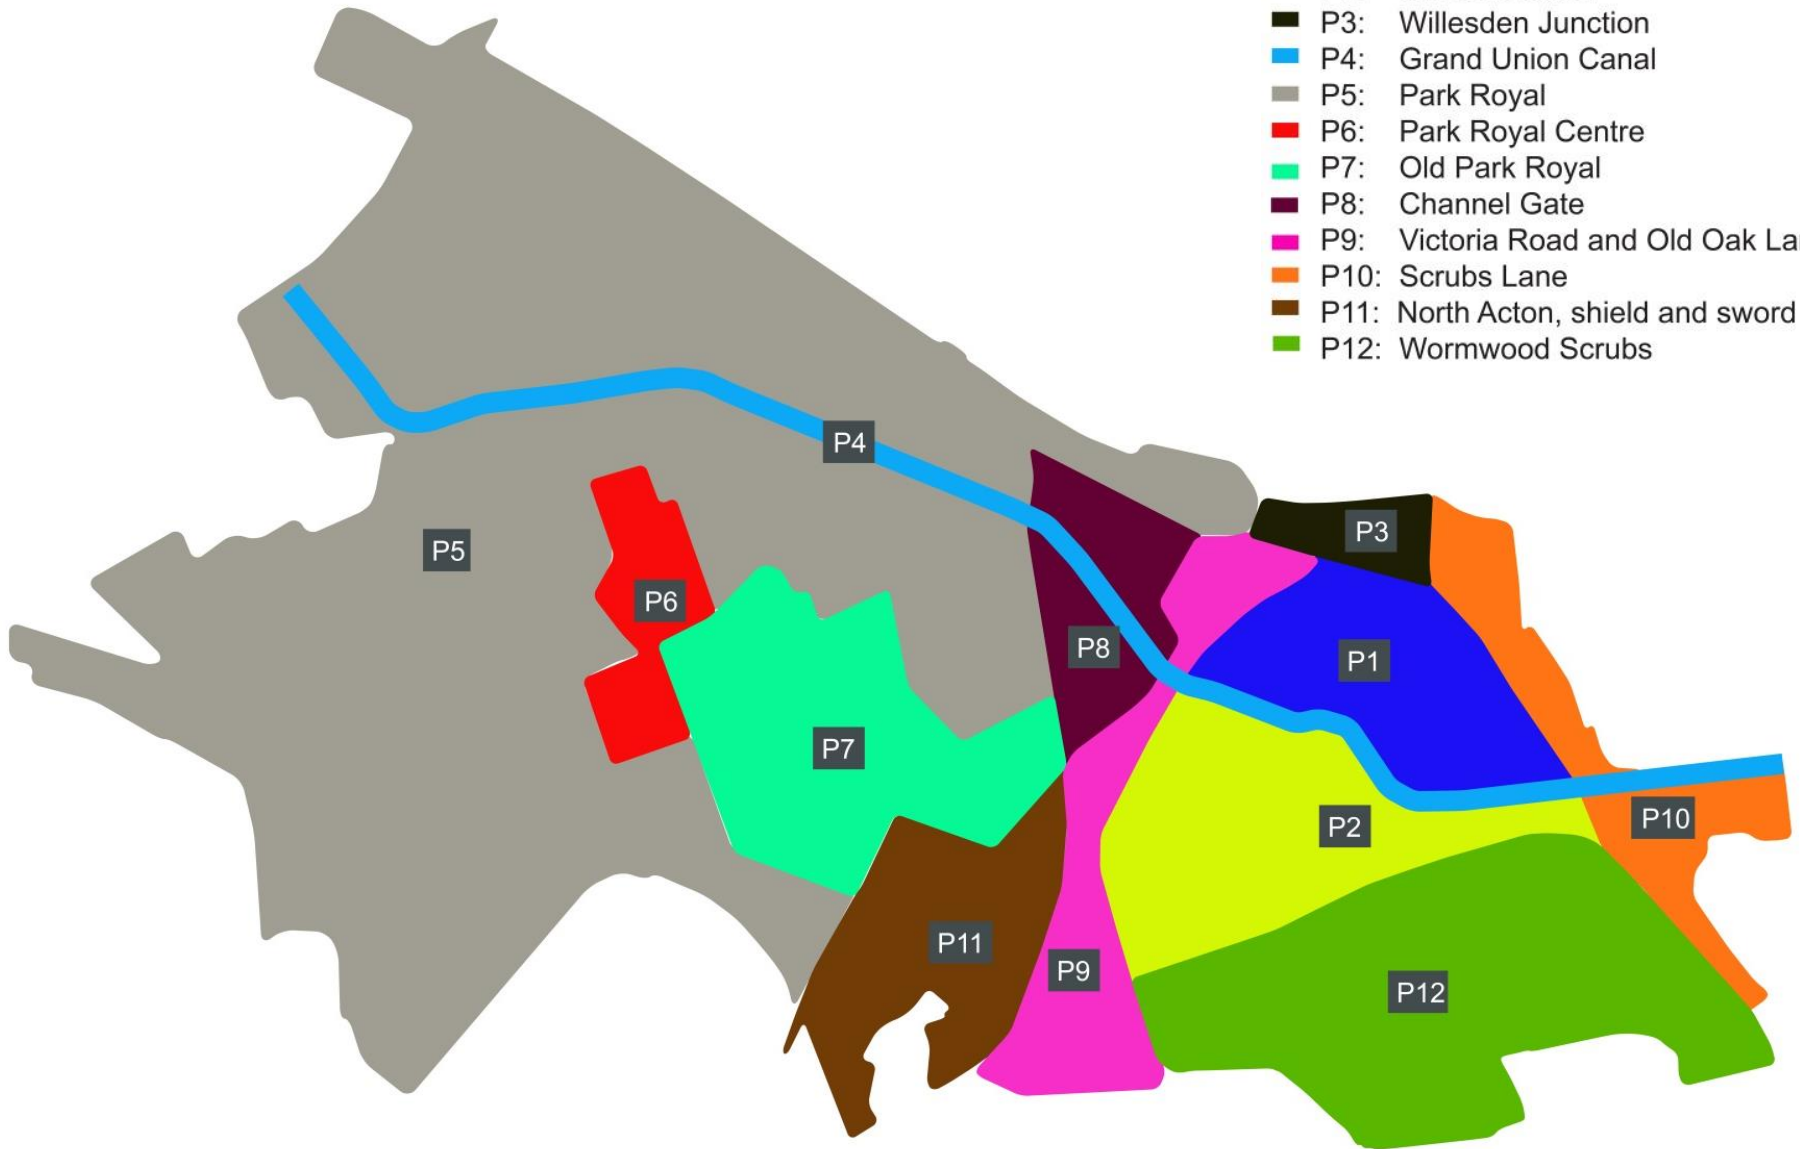 P3: Willesden Junction
P4: Grand Union Canal
P5: Park Royal
P6: Park Royal Centre
P7: Old Park Royal
P8: Channel Gate
P9: Victoria Road and Old Oak
P10: Scrubs Lane
P11: North Acton, shield and sword
P12: Wormwood Scrubs
P4
P3
P5
P6
P8
P1
P7
P2
P10
P11
P9
P12